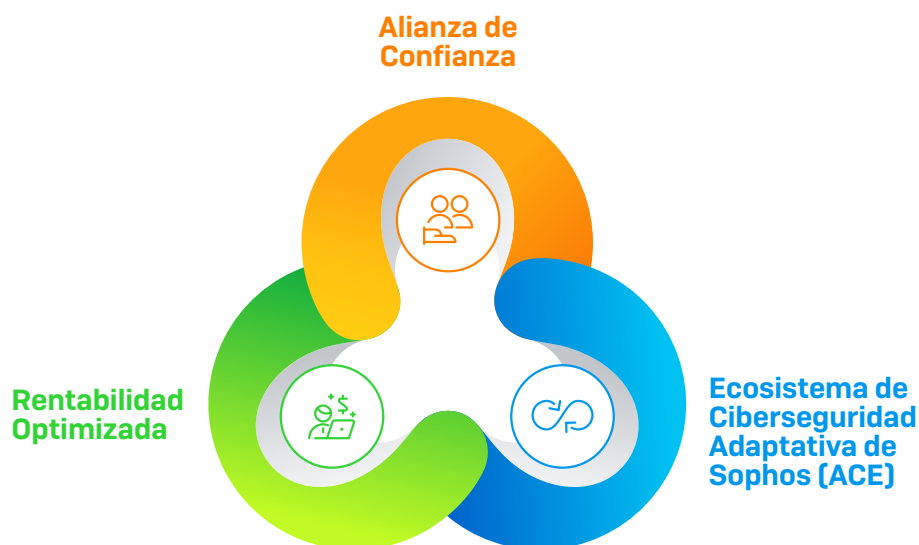 Alianza de
Confianza
Rentabilidad
Optimizada
Ecosistema de
Ciberseguridad
Adaptativa de
Sophos (ACE)